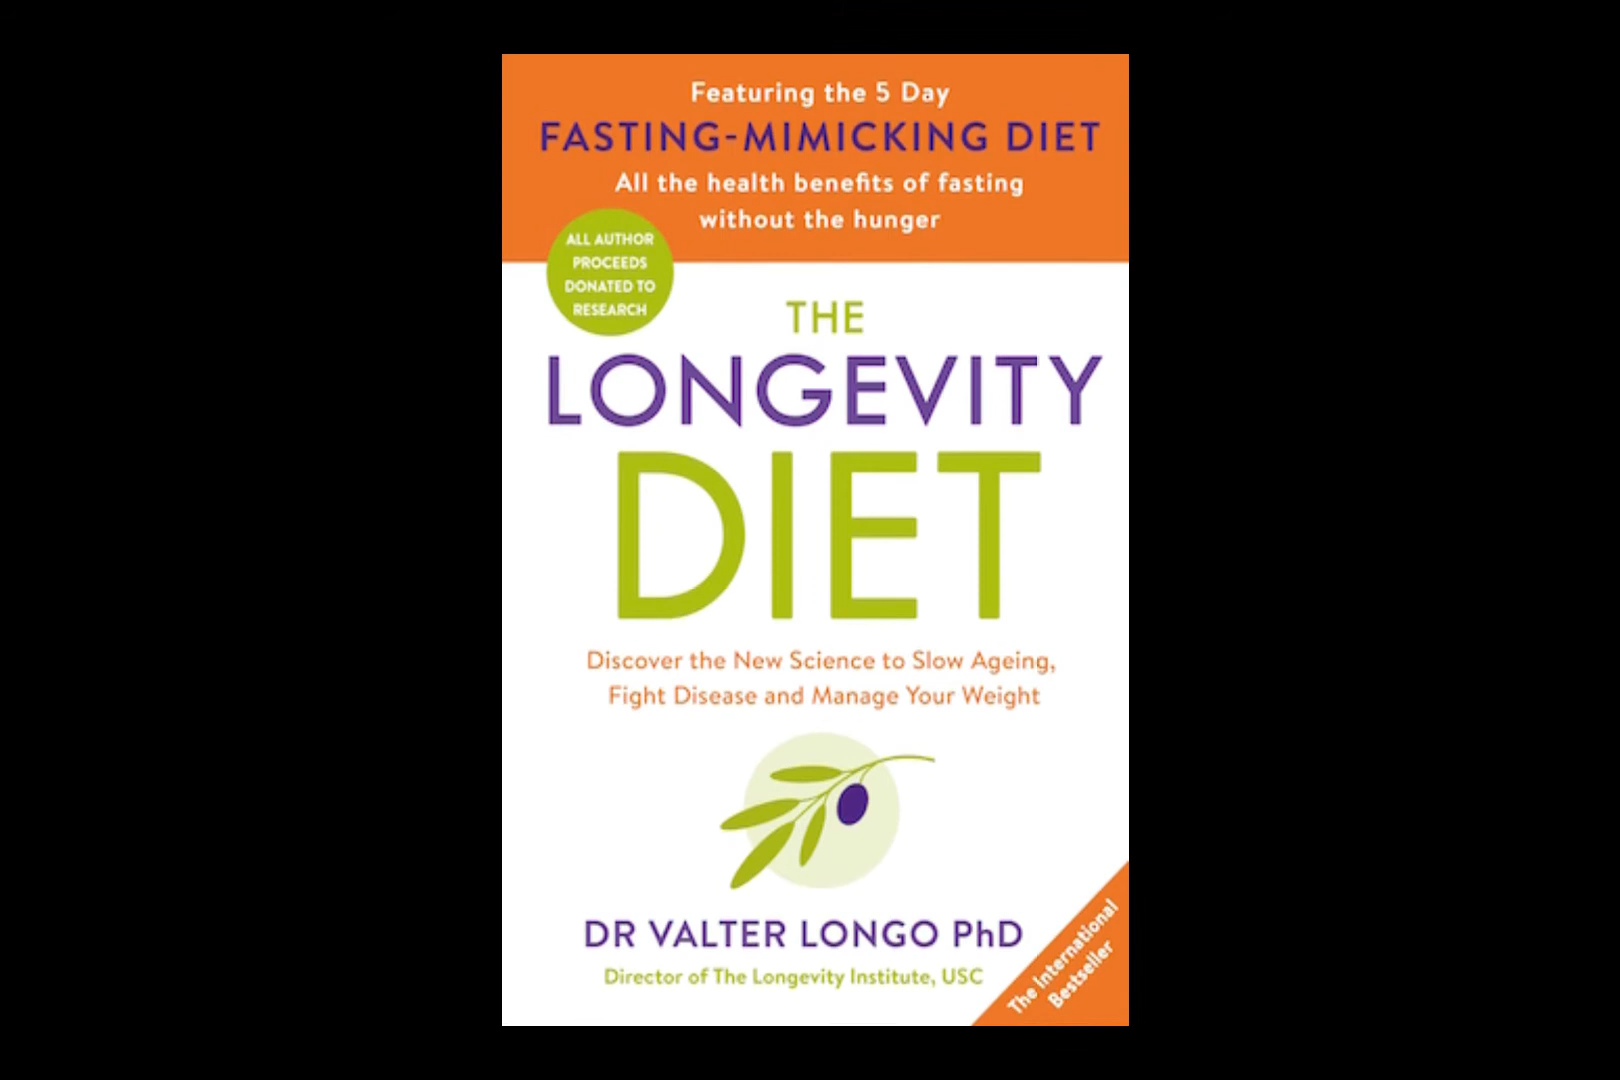 Featuring the 5 Day
FASTING-MIMICKING DIET
All the health benefits of fasting
without the hunger
ALL AUTHOR
PROCEEDS
DONATED TO
RESEARCH
THE
LONGEVITY
DIET
Discover the New Science to Slow Ageing,
Fight Disease and Manage Your Weight
DR VALTER LONGO PhD
Director of The Longevity Institute, USC
The International
Bestseller